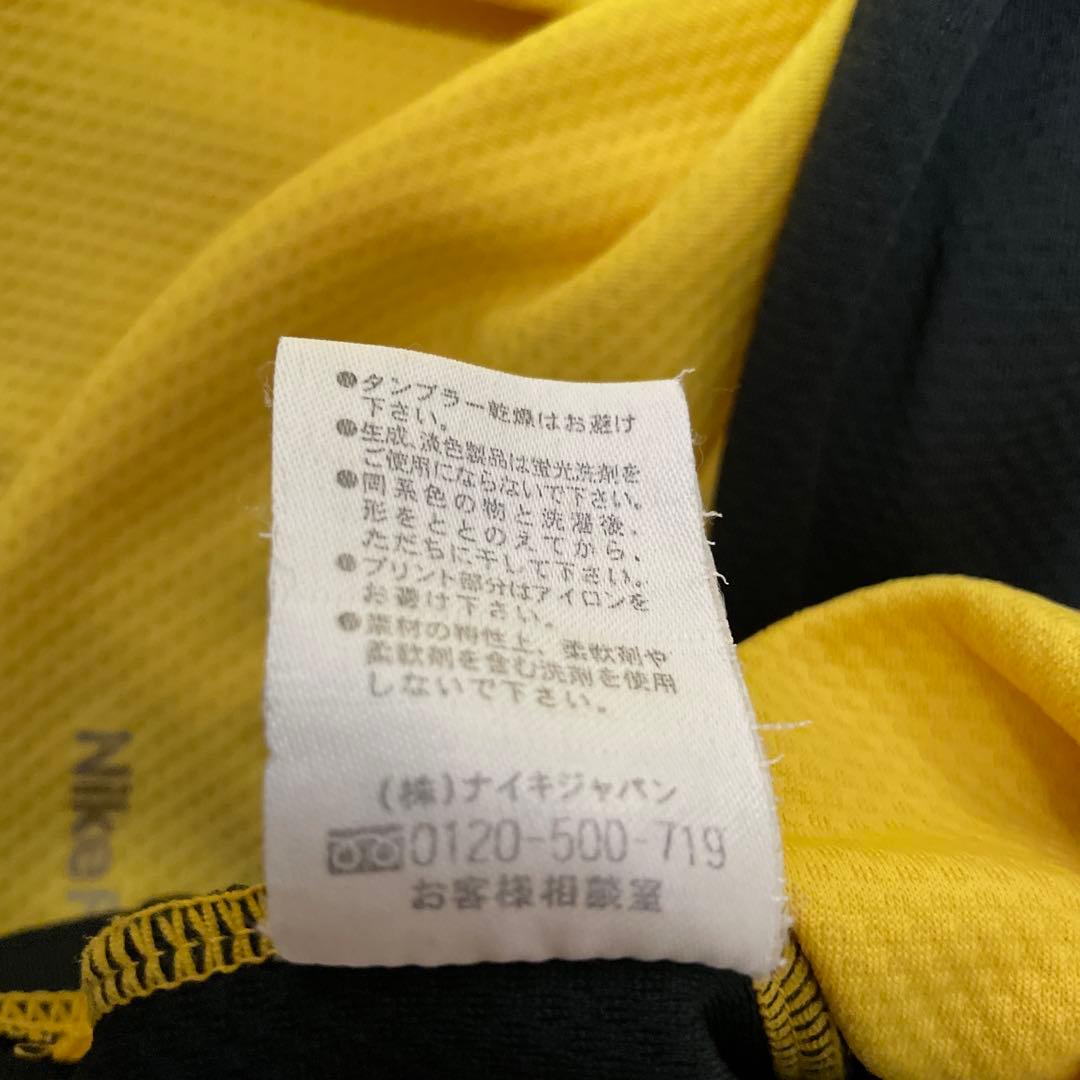 ●タンブラー乾燥はお避け
下さい。
●生成、淡色製品は蛍光洗剤を
ご使用にならないで下さい。
●同系色の物と洗濯後、
形をととのえてから、
ただちに干して下さい。
●プリント部分はアイロンを
お避け下さい。
●素材の特性上、柔軟剤や
柔軟剤を含む洗剤を使用
しないで下さい。
(株)ナイキジャパン
0120-500-719
お客様相談室
Nike